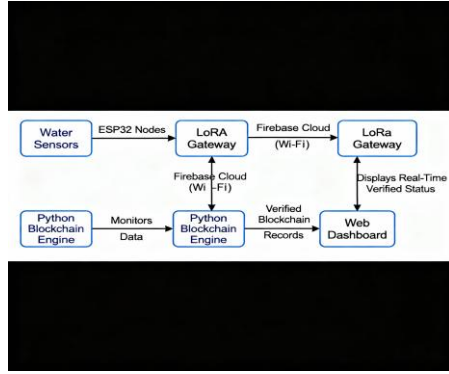 Water
Sensors
ESP32 Nodes
LoRA
Gateway
Firebase Cloud
(Wi-Fi)
LoRa
Gateway
Firebase Cloud
(Wi -Fi)
Displays Real-Time
Verified Status
Python
Blockchain
Engine
Monitors
Data
Python
Blockchain
Engine
Verified
Blockchain
Records
Web
Dashboard